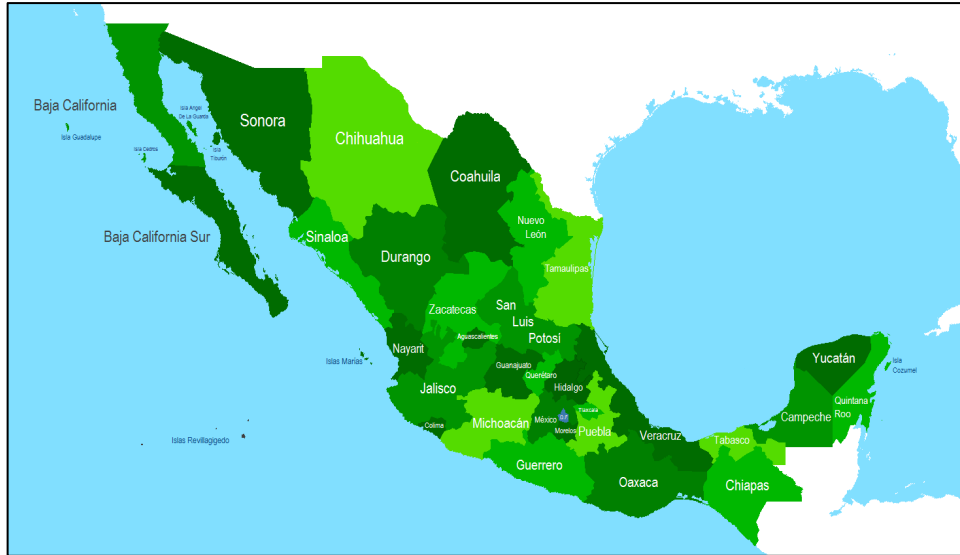 Baja California
Isla Guadalupe
Isla Cedros
Isla Angel
De La Guarda
Isla
Tiburón
Sonora
Chihuahua
Coahuila
Baja California Sur
Sinaloa
Durango
Nuevo
León
Tamaulipas
Zacatecas
San
Luis
Potosí
Aguascalientes
Nayarit
Islas Marías
Jalisco
Guanajuato
Querétaro
Hidalgo
Colima
Michoacán
México
D.F.
Tlaxcala
Morelos
Puebla
Veracruz
Islas Revillagigedo
Guerrero
Oaxaca
Tabasco
Chiapas
Campeche
Yucatán
Quintana
Roo
Isla
Cozumel